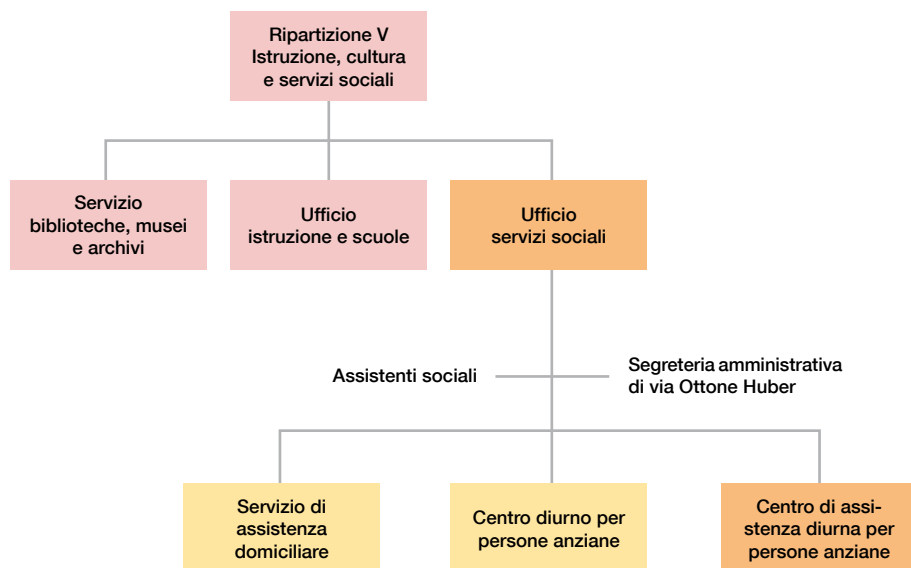 Ripartizione V
Istruzione, cultura
e servizi sociali
Servizio
biblioteche, musei
e archivi
Ufficio
istruzione e scuole
Ufficio
servizi sociali
Assistenti sociali
Segreteria amministrativa
di via Ottone Huber
Servizio di
assistenza
domiciliare
Centro diurno per
persone anziane
Centro di assi-
stenza diurna per
persone anziane